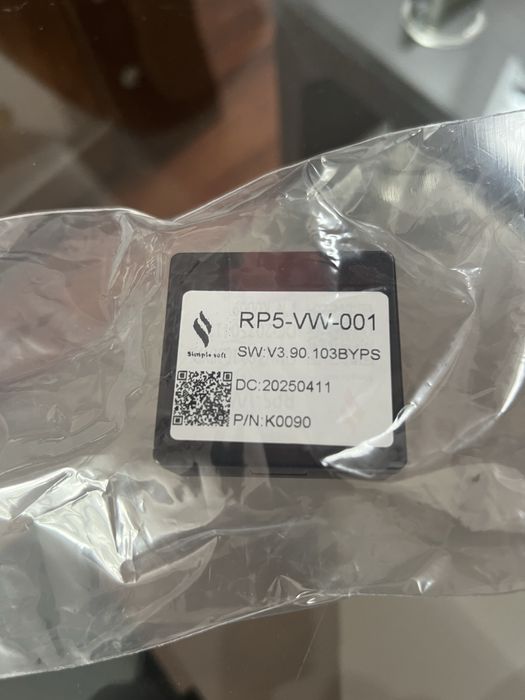 RP5-VW-001
Simple soft
SW:V3.90.103BYPS
DC:20250411
P/N:K0090